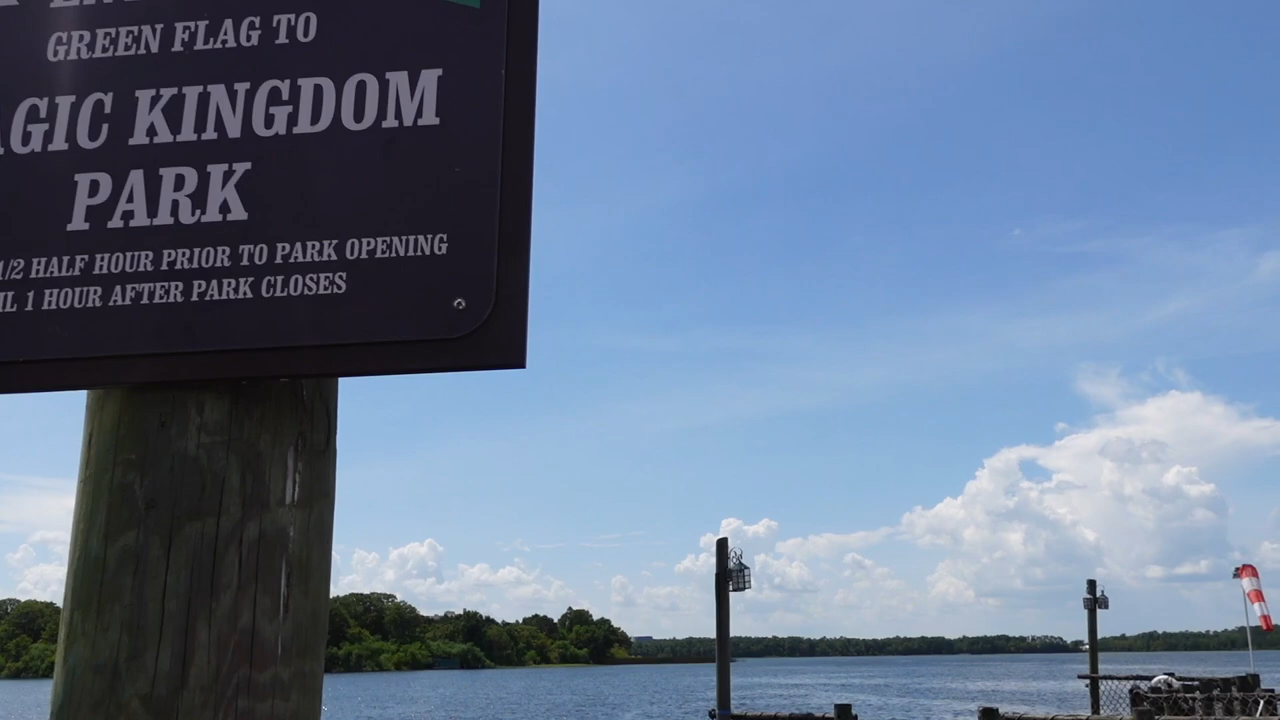 GREEN FLAG TO
AGIC KINGDOM
PARK
1/2 HALF HOUR PRIOR TO PARK OPENING
IL 1 HOUR AFTER PARK CLOSES